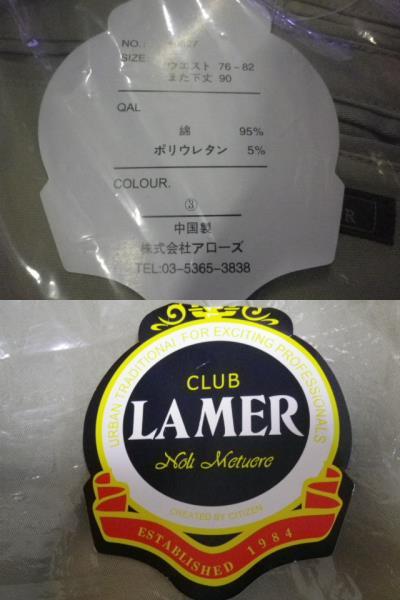 NO.:
SIZE:
ウエスト 76-82
また下丈 90
QAL
綿 95%
ポリウレタン 5%
COLOUR.
③
中国製
株式会社アローズ
TEL:03-5365-3838
URBAN TRADITIONAL FOR EXCITING PROFESSIONALS
CLUB
LAMER
Noli Metuere
CREATED BY CITIZEN
ESTABLISHED 1984